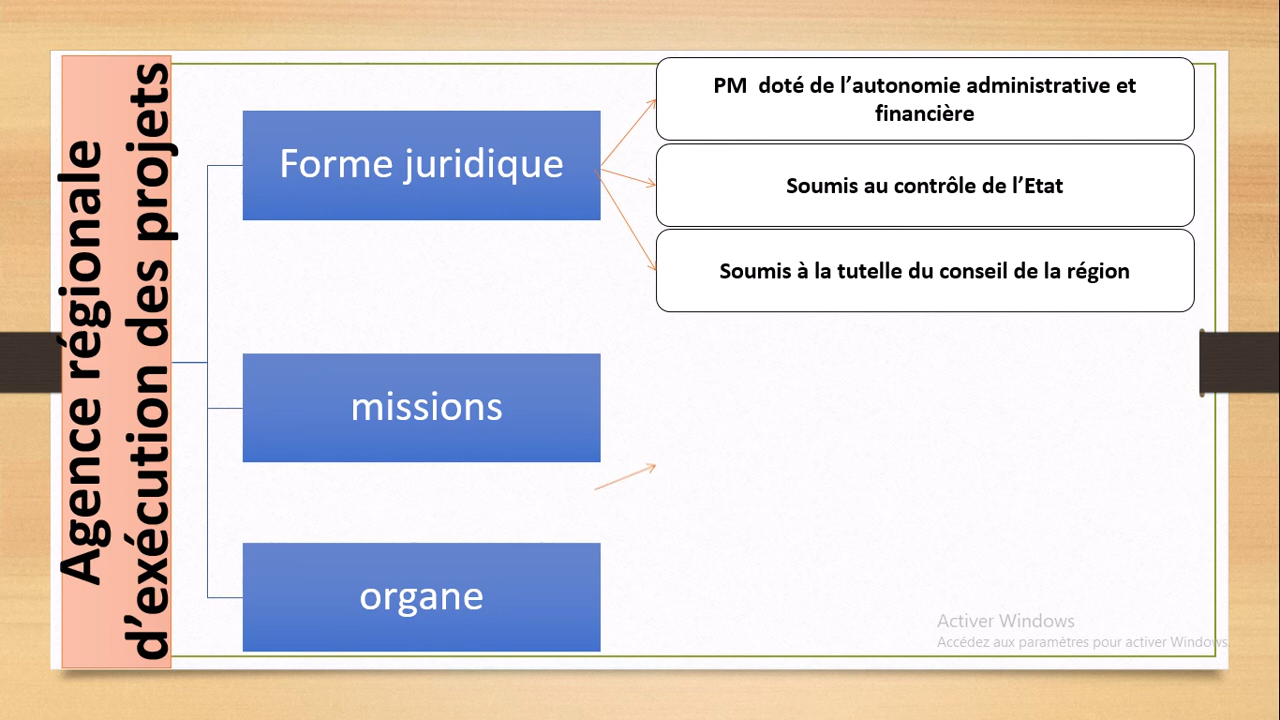 Agence régionale
d’exécution des projets
Forme juridique
PM doté de l’autonomie administrative et
financière
Soumis au contrôle de l’Etat
Soumis à la tutelle du conseil de la région
missions
organe
Activer Windows
Accédez aux paramètres pour activer Windows.